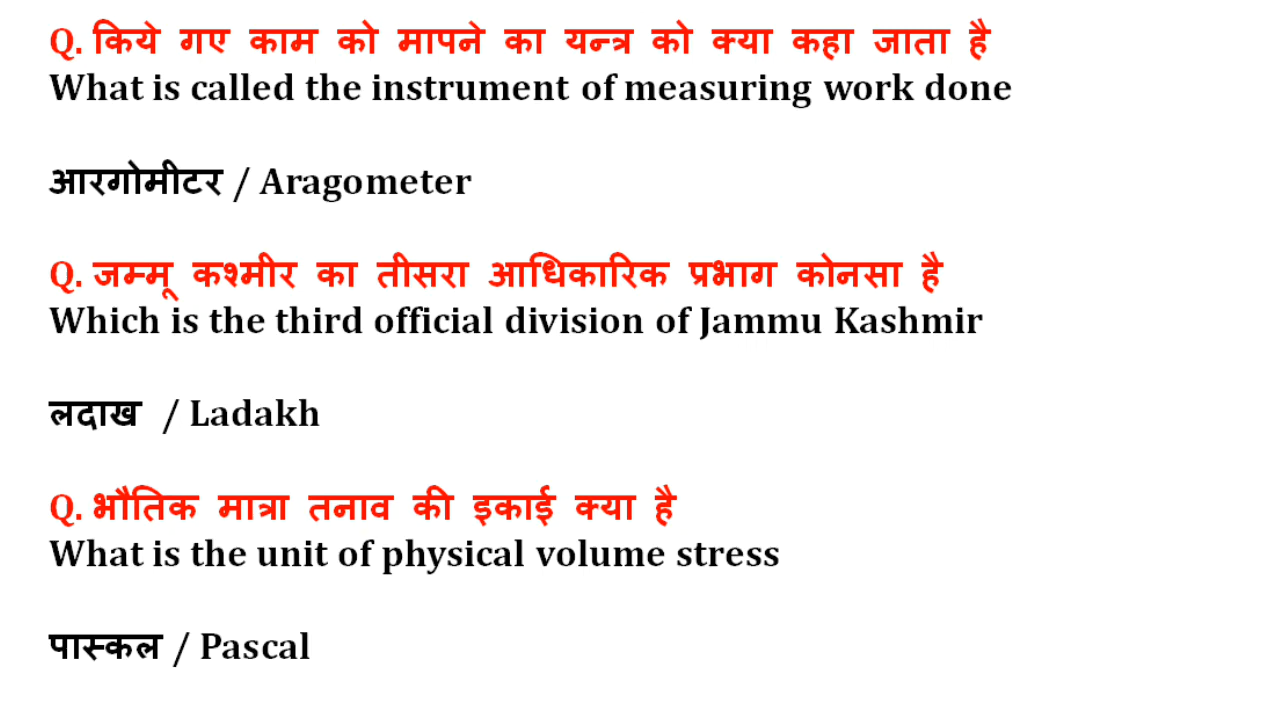 Q. किये गए काम को मापने का यन्त्र को क्या कहा जाता है
What is called the instrument of measuring work done
आरगोमीटर / Aragometer
Q. जम्मू कश्मीर का तीसरा आधिकारिक प्रभाग कोनसा है
Which is the third official division of Jammu Kashmir
लदाख / Ladakh
Q. भौतिक मात्रा तनाव की इकाई क्या है
What is the unit of physical volume stress
पास्कल / Pascal